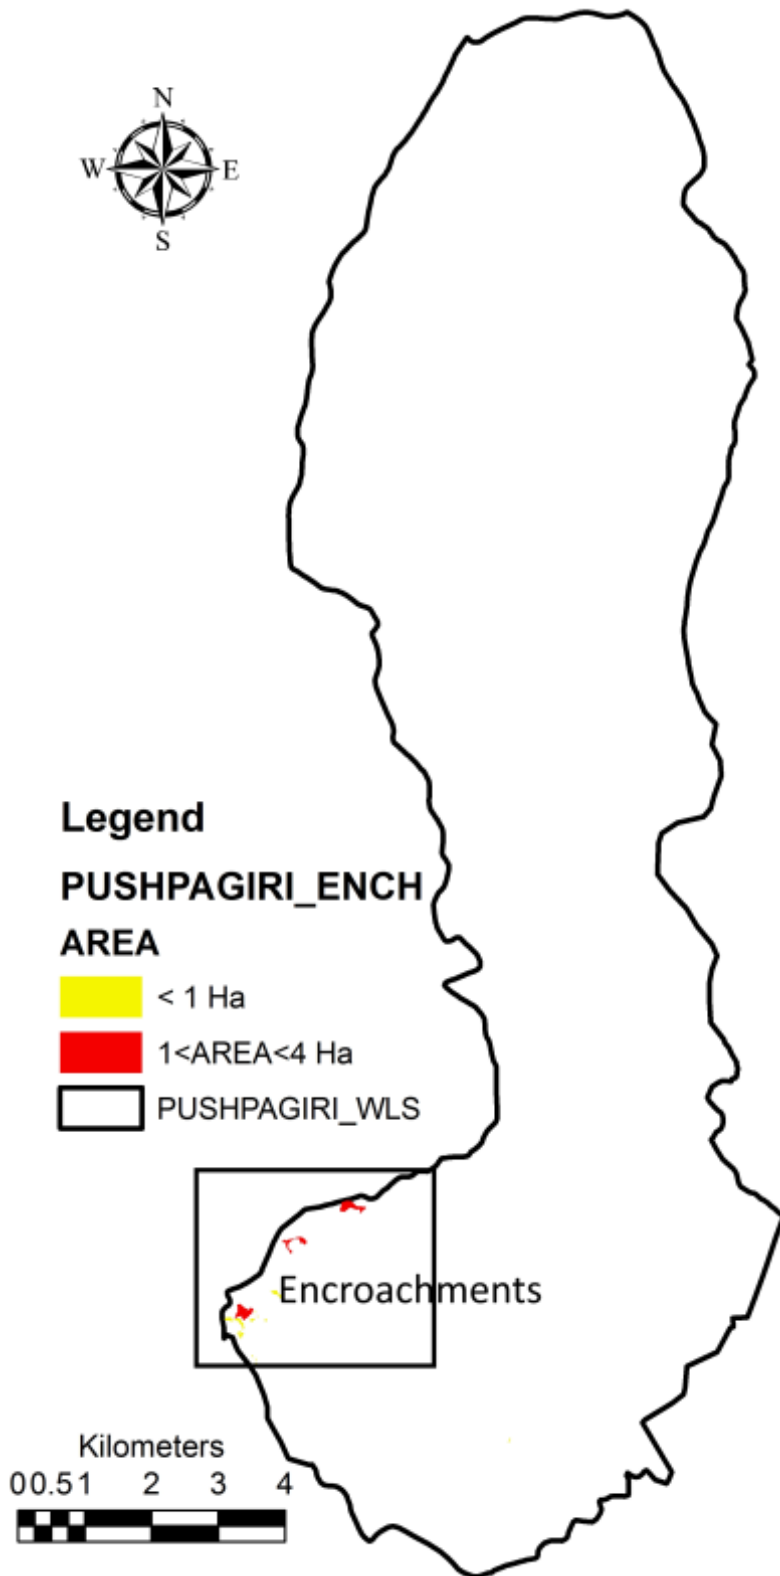 N
W E
S
Legend
PUSHPAGIRI_ENCH
AREA
< 1 Ha
1<AREA<4 Ha
PUSHPAGIRI_WLS
Encroachments
Kilometers
00.51 2 3 4